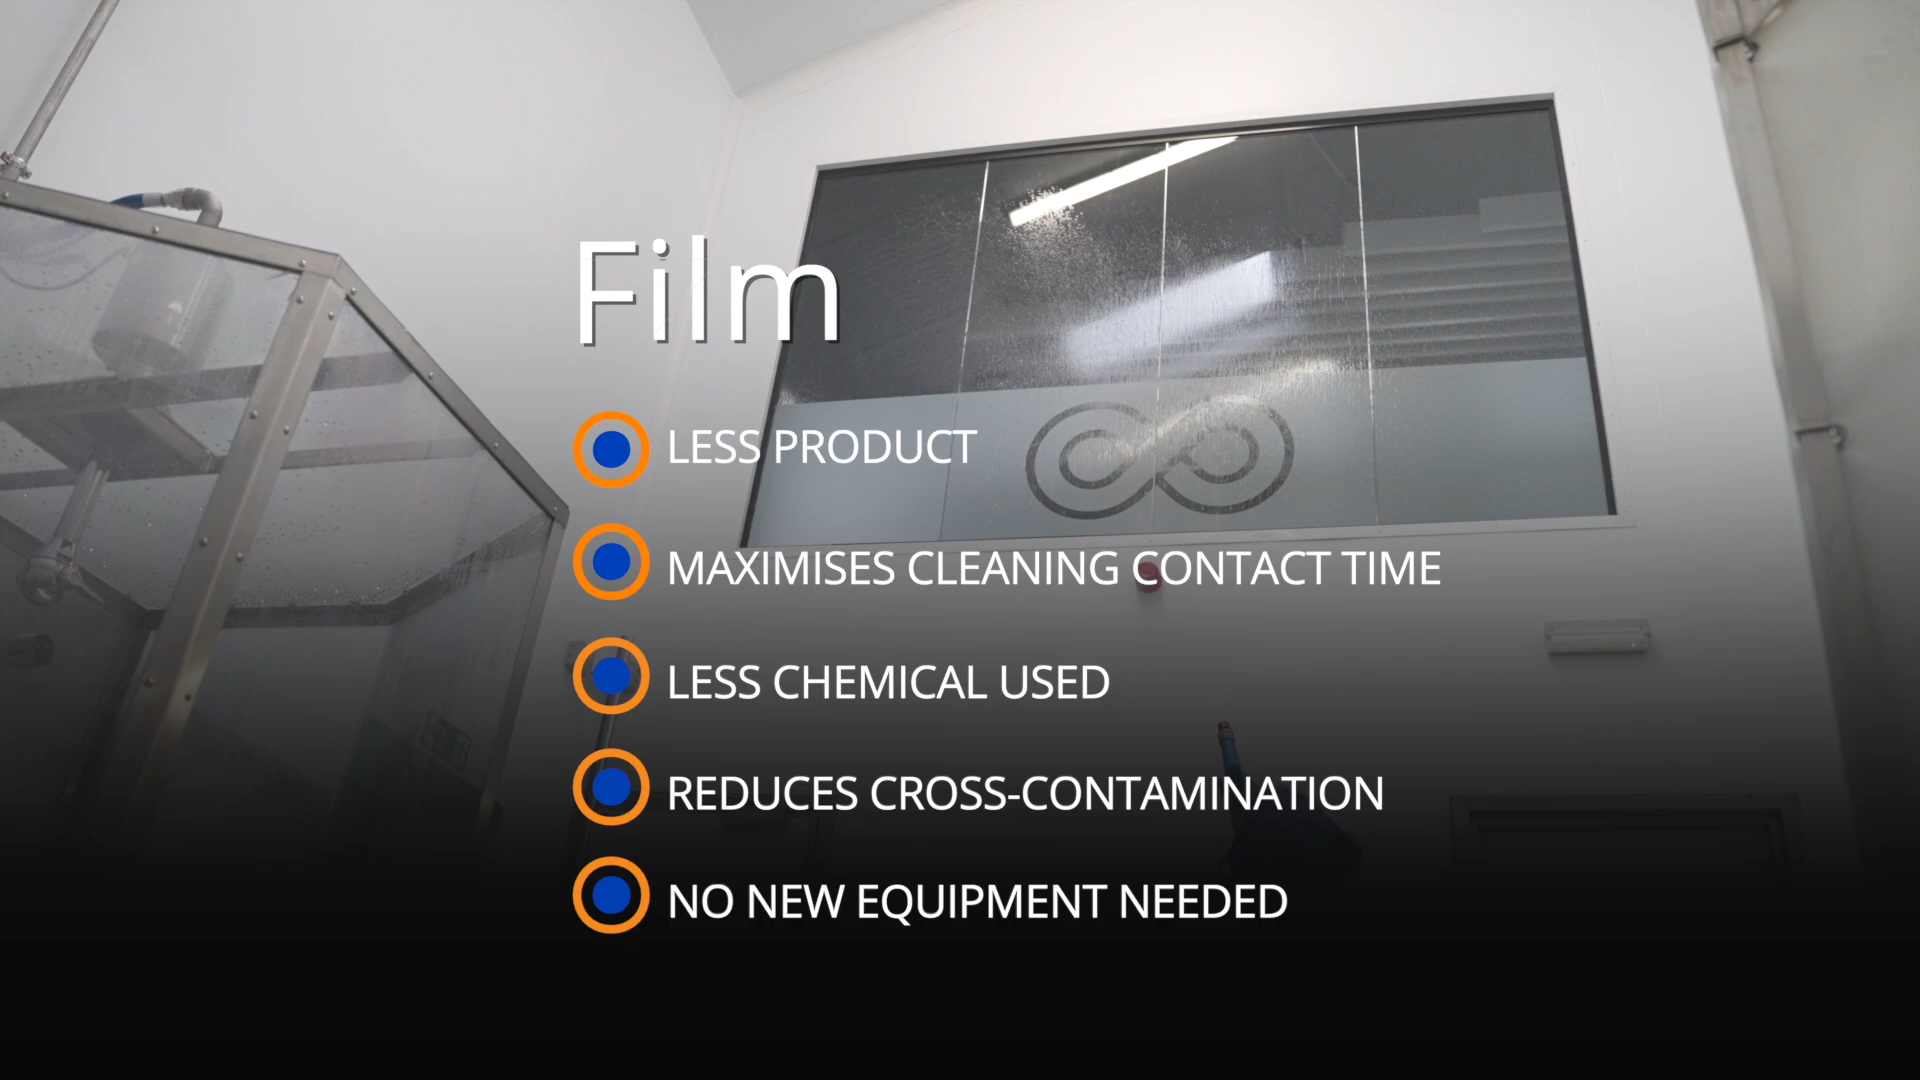 Film
LESS PRODUCT
MAXIMISES CLEANING CONTACT TIME
LESS CHEMICAL USED
REDUCES CROSS-CONTAMINATION
NO NEW EQUIPMENT NEEDED